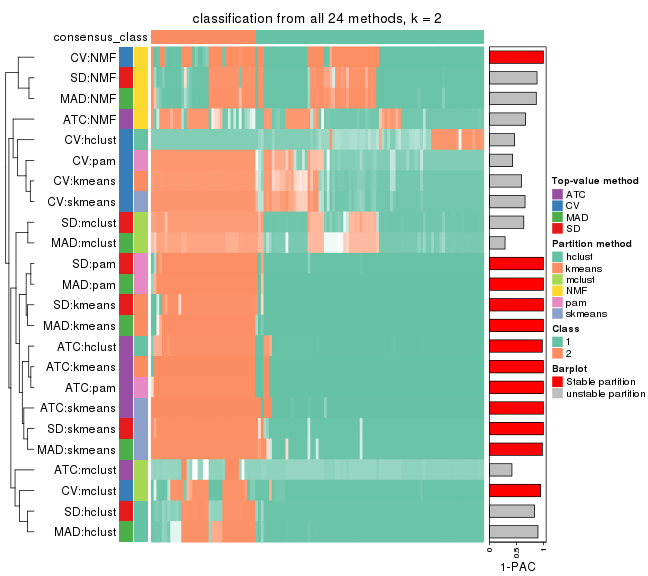 classification from all 24 methods, k = 2
consensus_class
CV:NMF
SD:NMF
MAD:NMF
ATC:NMF
CV:hclust
CV:pam
CV:kmeans
CV:skmeans
SD:mclust
MAD:mclust
SD:pam
MAD:pam
SD:kmeans
MAD:kmeans
ATC:hclust
ATC:kmeans
ATC:pam
ATC:skmeans
SD:skmeans
MAD:skmeans
ATC:mclust
CV:mclust
SD:hclust
MAD:hclust
0
0.5
1
1-PAC
Top-value method
ATC
CV
MAD
SD
Partition method
hclust
kmeans
mclust
NMF
pam
skmeans
Class
1
2
Barplot
Stable partition
unstable partition